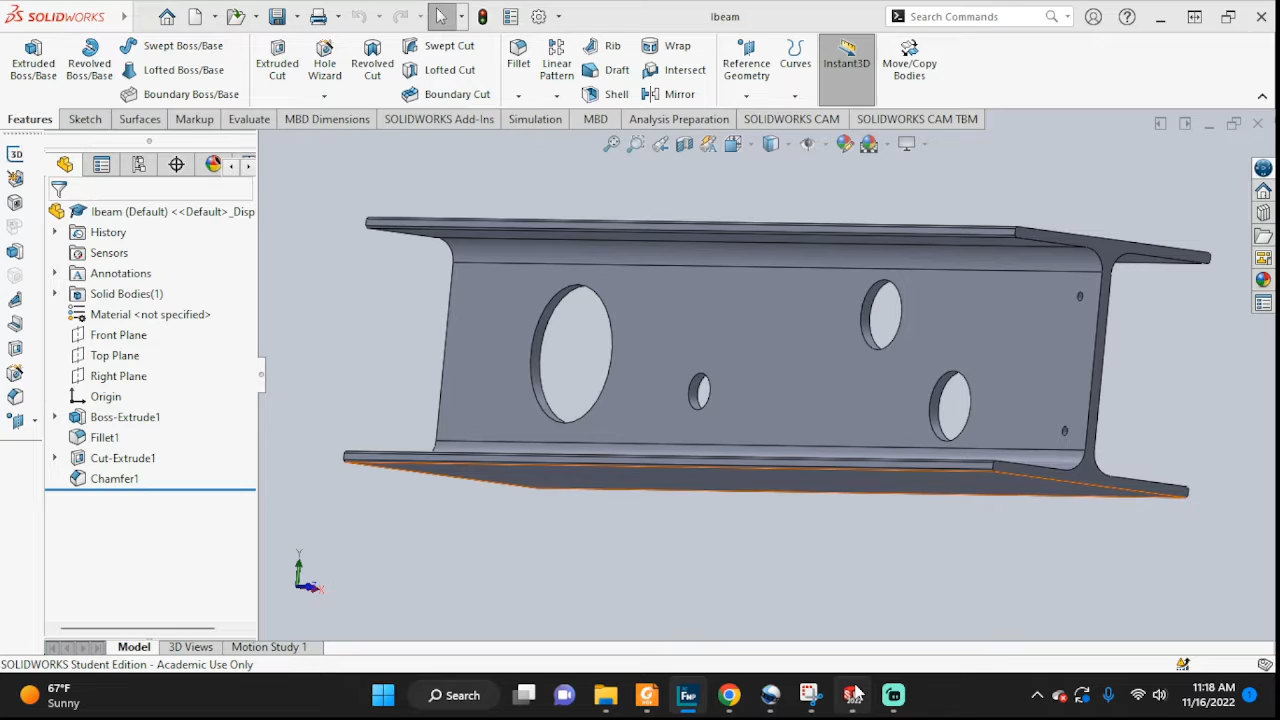 SOLIDWORKS
Ibeam
Search Commands
Extruded Boss/Base
Revolved Boss/Base
Swept Boss/Base
Lofted Boss/Base
Boundary Boss/Base
Extruded Cut
Hole Wizard
Revolved Cut
Swept Cut
Lofted Cut
Boundary Cut
Fillet
Linear Pattern
Rib
Draft
Shell
Wrap
Intersect
Mirror
Reference Geometry
Curves
Instant3D
Move/Copy Bodies
Features Sketch Surfaces Markup Evaluate MBD Dimensions SOLIDWORKS Add-Ins Simulation MBD Analysis Preparation SOLIDWORKS CAM SOLIDWORKS CAM TBM
3D
Ibeam (Default) <<Default>_Disp
History
Sensors
Annotations
Solid Bodies(1)
Material <not specified>
Front Plane
Top Plane
Right Plane
Origin
Boss-Extrude1
Fillet1
Cut-Extrude1
Chamfer1
Y
X
Model 3D Views Motion Study 1
SOLIDWORKS Student Edition - Academic Use Only
67°F
Sunny
Search
FMP
2022
11:18 AM
11/16/2022